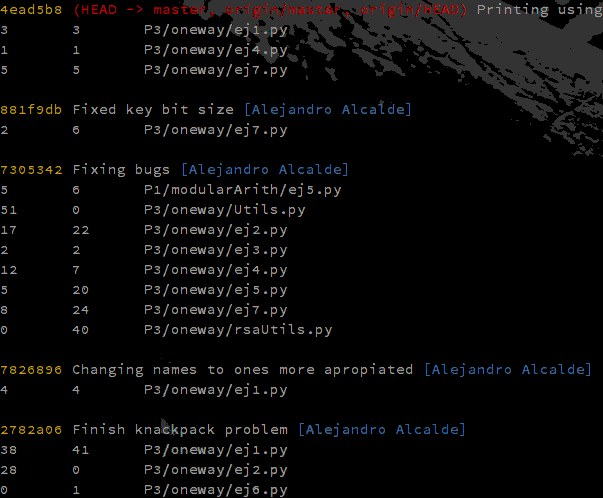 4ead5b8 (HEAD -> master, origin/master, origin/HEAD) Printing using
3 3 P3/oneway/ej1.py
1 1 P3/oneway/ej4.py
5 5 P3/oneway/ej7.py
881f9db Fixed key bit size [Alejandro Alcalde]
2 6 P3/oneway/ej7.py
7305342 Fixing bugs [Alejandro Alcalde]
5 6 P1/modularArith/ej5.py
51 0 P3/oneway/Utils.py
17 22 P3/oneway/ej2.py
2 2 P3/oneway/ej3.py
12 7 P3/oneway/ej4.py
5 20 P3/oneway/ej5.py
8 24 P3/oneway/ej7.py
0 40 P3/oneway/rsaUtils.py
7826896 Changing names to ones more apropiated [Alejandro Alcalde]
4 4 P3/oneway/ej1.py
2782a06 Finish knackpack problem [Alejandro Alcalde]
38 41 P3/oneway/ej1.py
28 0 P3/oneway/ej2.py
0 1 P3/oneway/ej6.py